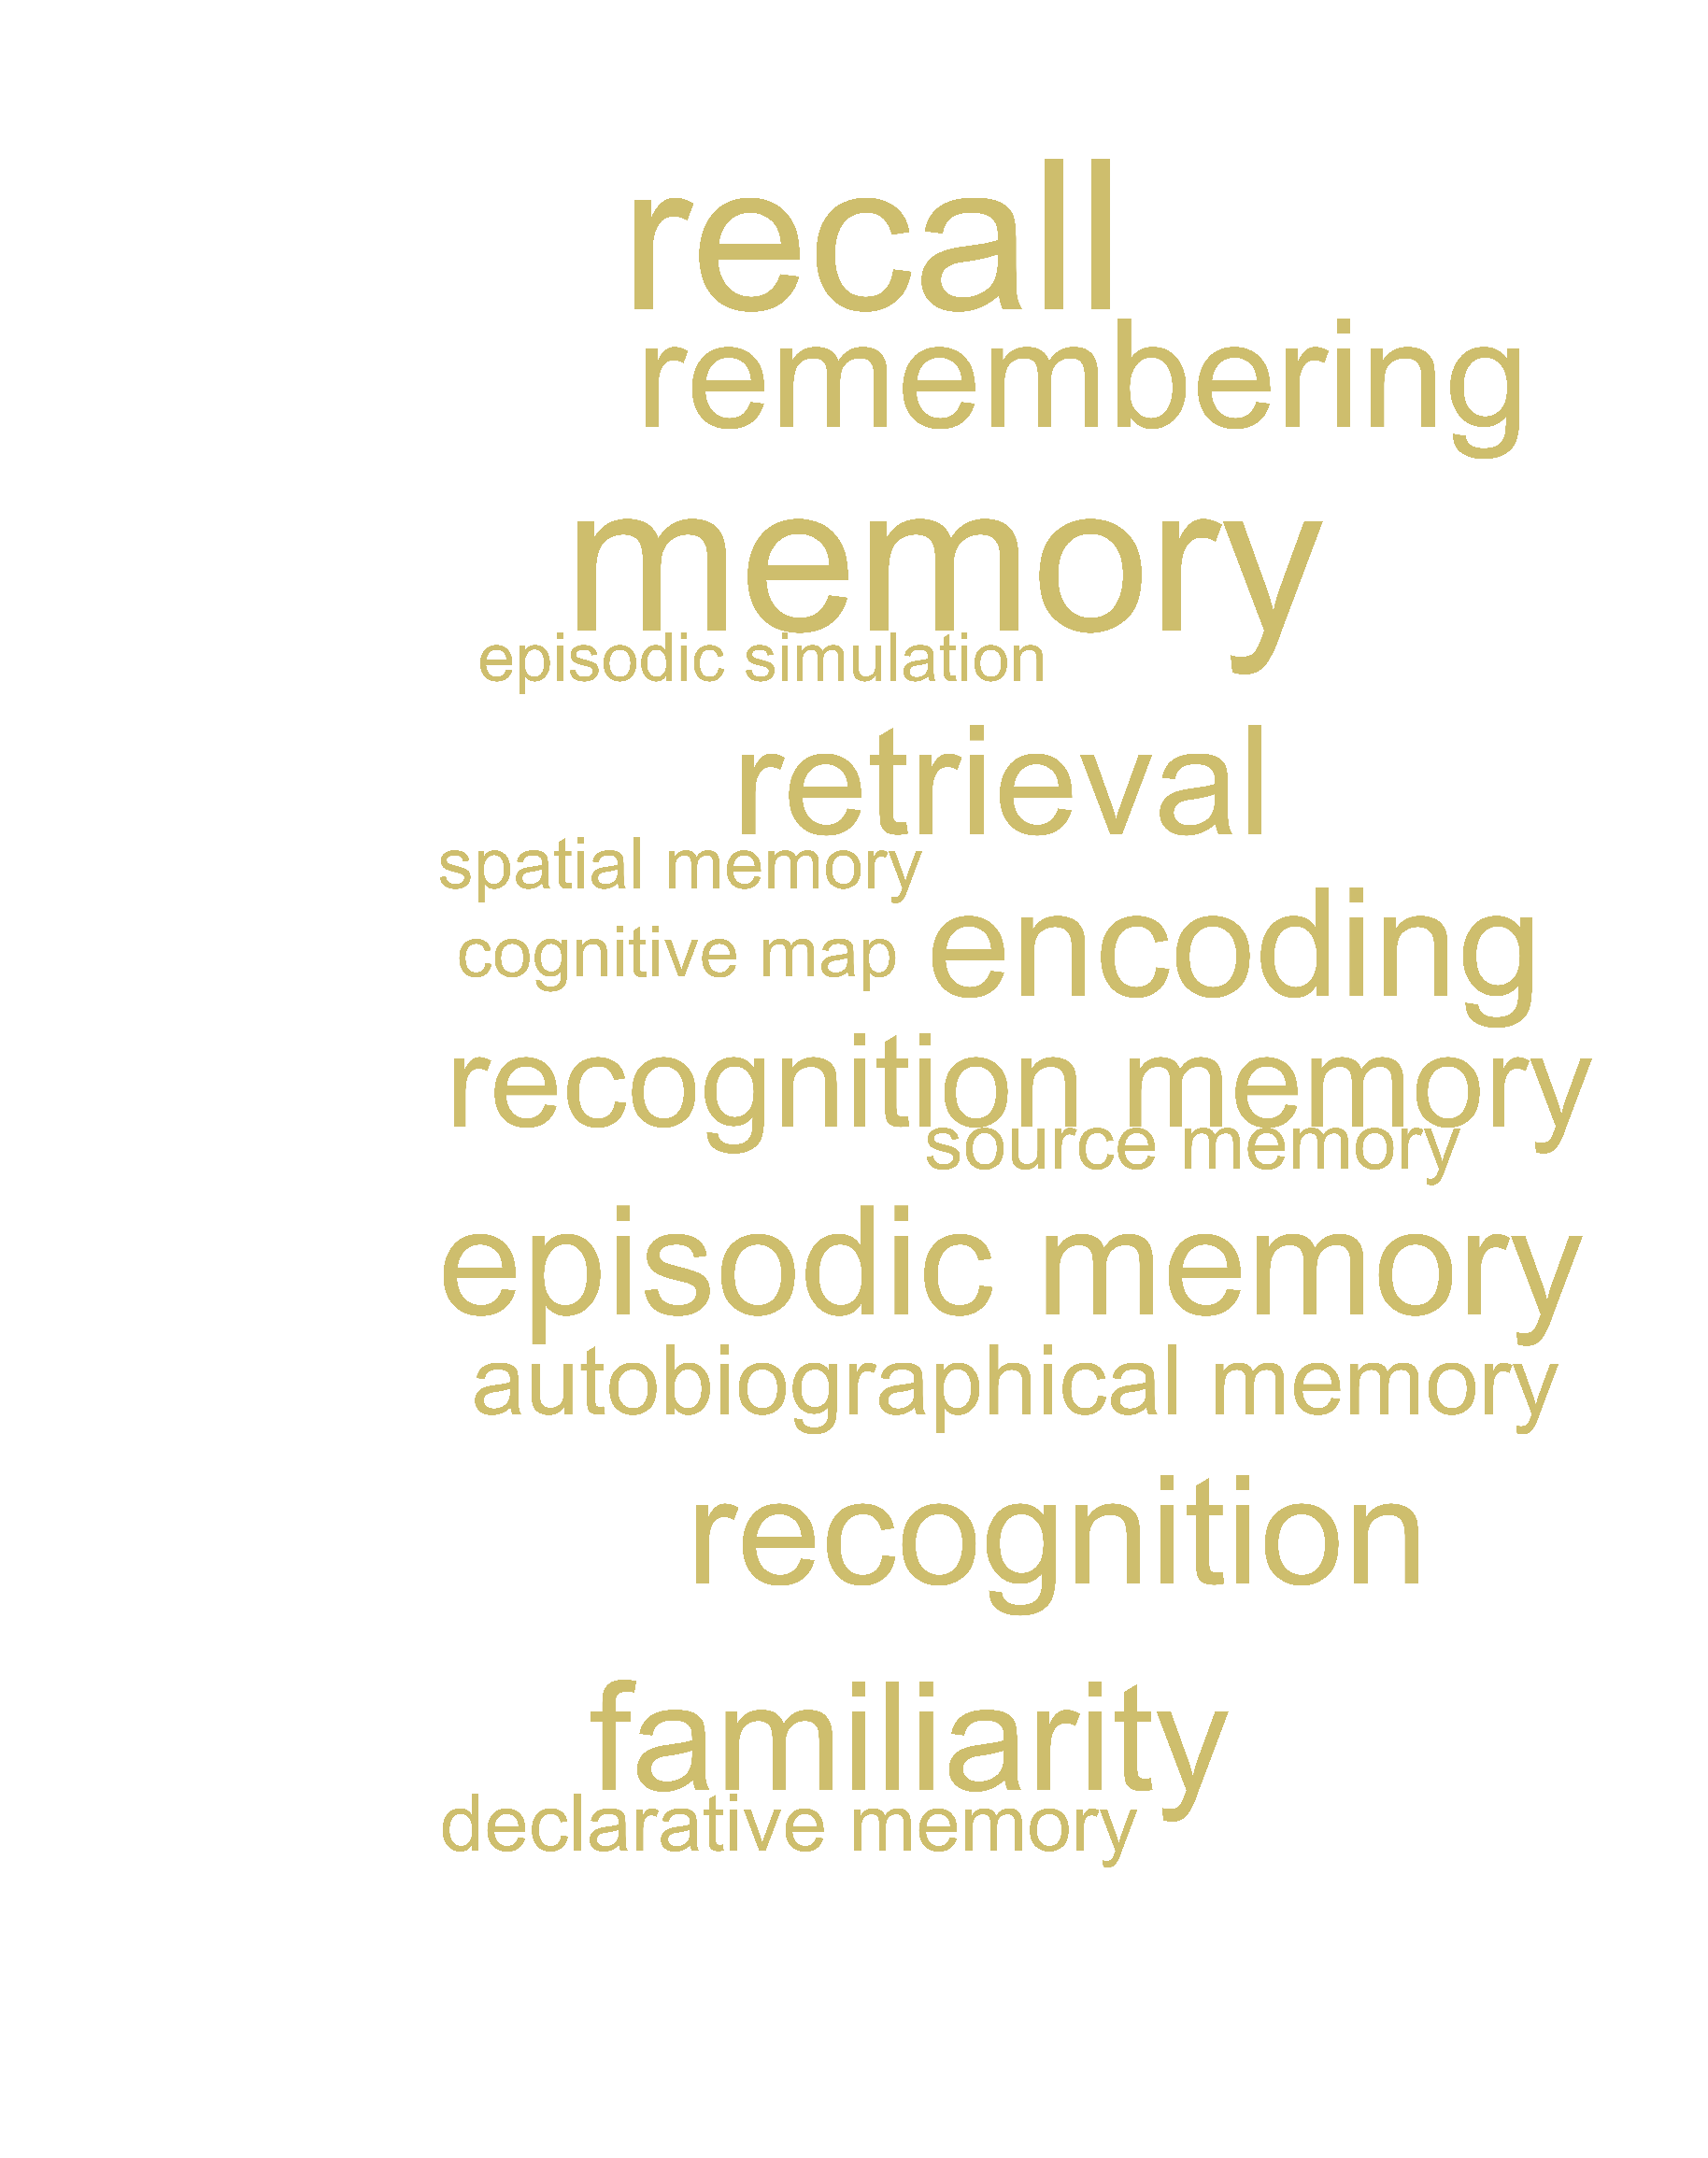 recall
remembering
memory
episodic simulation
retrieval
spatial memory
cognitive map encoding
recognition memory
source memory
episodic memory
autobiographical memory
recognition
familiarity
declarative memory